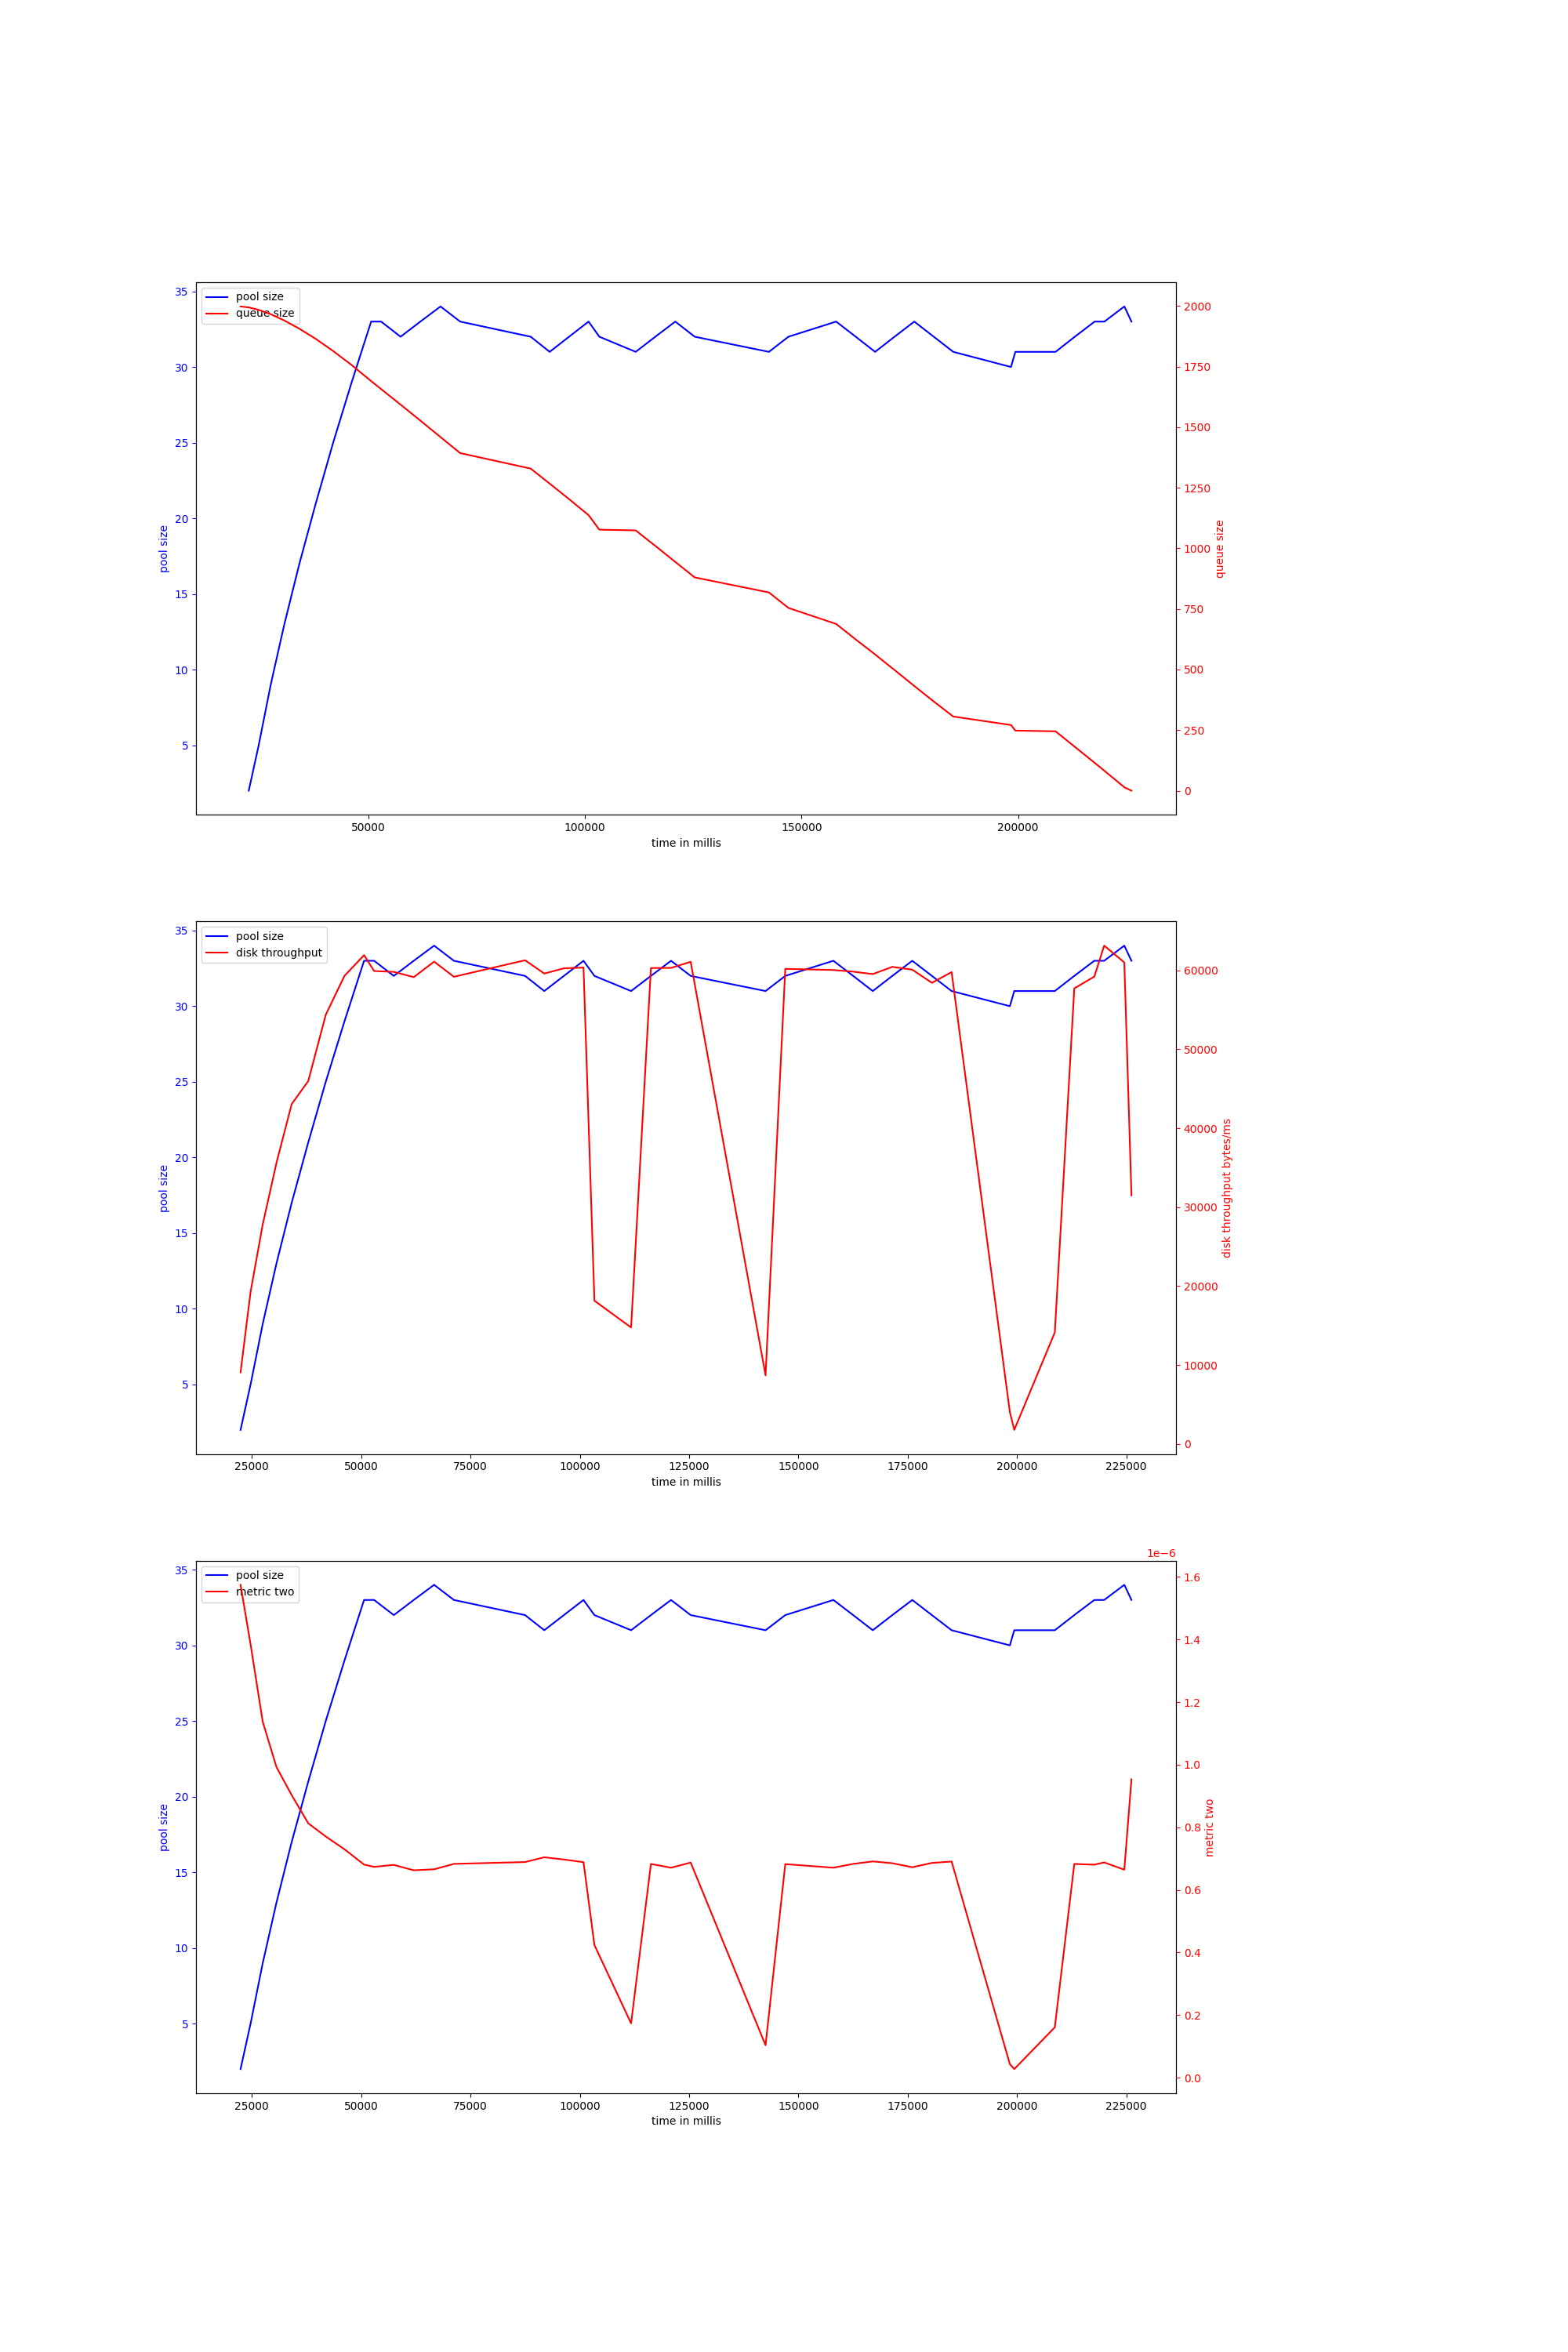 35
30
25
20
15
10
5
pool size
pool size
queue size
2000
1750
1500
1250
1000
750
500
250
0
queue size
50000 100000 150000 200000
time in millis
35
30
25
20
15
10
5
pool size
pool size
disk throughput
60000
50000
40000
30000
20000
10000
0
disk throughput bytes/ms
25000 50000 75000 100000 125000 150000 175000 200000 225000
time in millis
1e−6
35
30
25
20
15
10
5
pool size
pool size
metric two
1.6
1.4
1.2
1.0
0.8
0.6
0.4
0.2
0.0
metric two
25000 50000 75000 100000 125000 150000 175000 200000 225000
time in millis